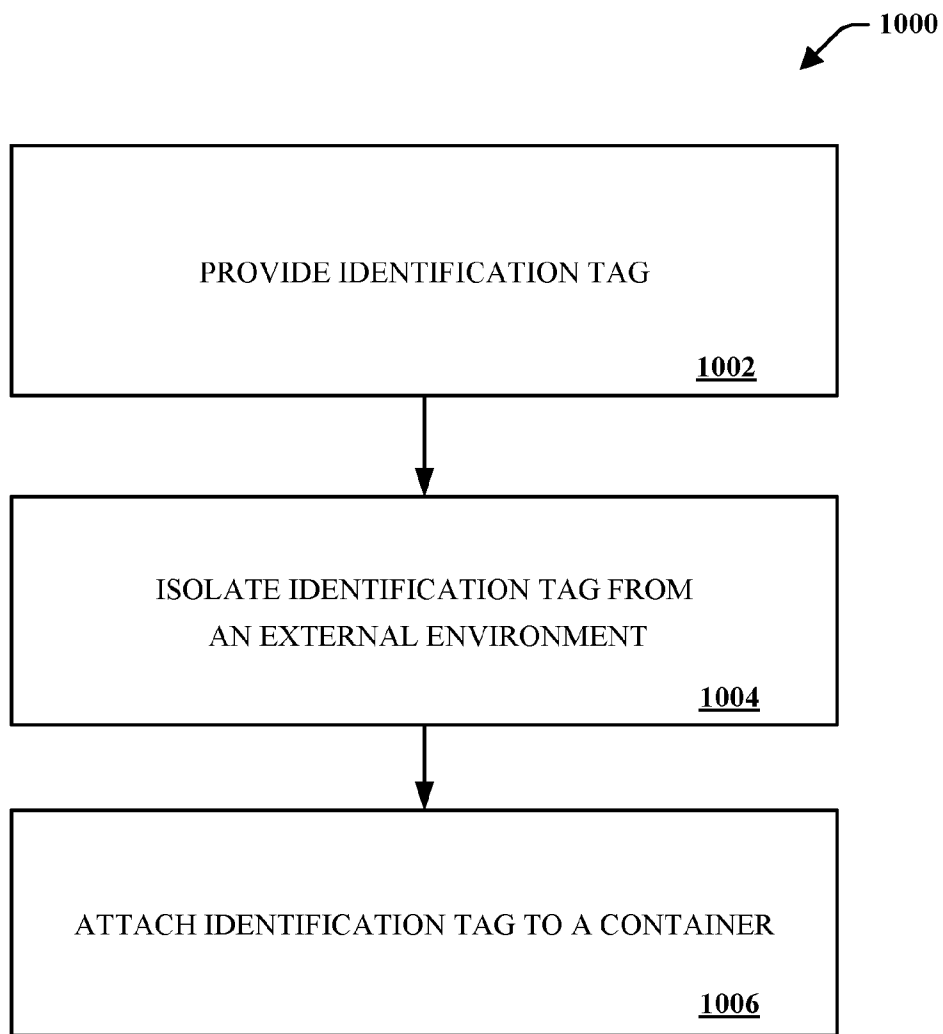 1000
PROVIDE IDENTIFICATION TAG
1002
ISOLATE IDENTIFICATION TAG FROM
AN EXTERNAL ENVIRONMENT
1004
ATTACH IDENTIFICATION TAG TO A CONTAINER
1006